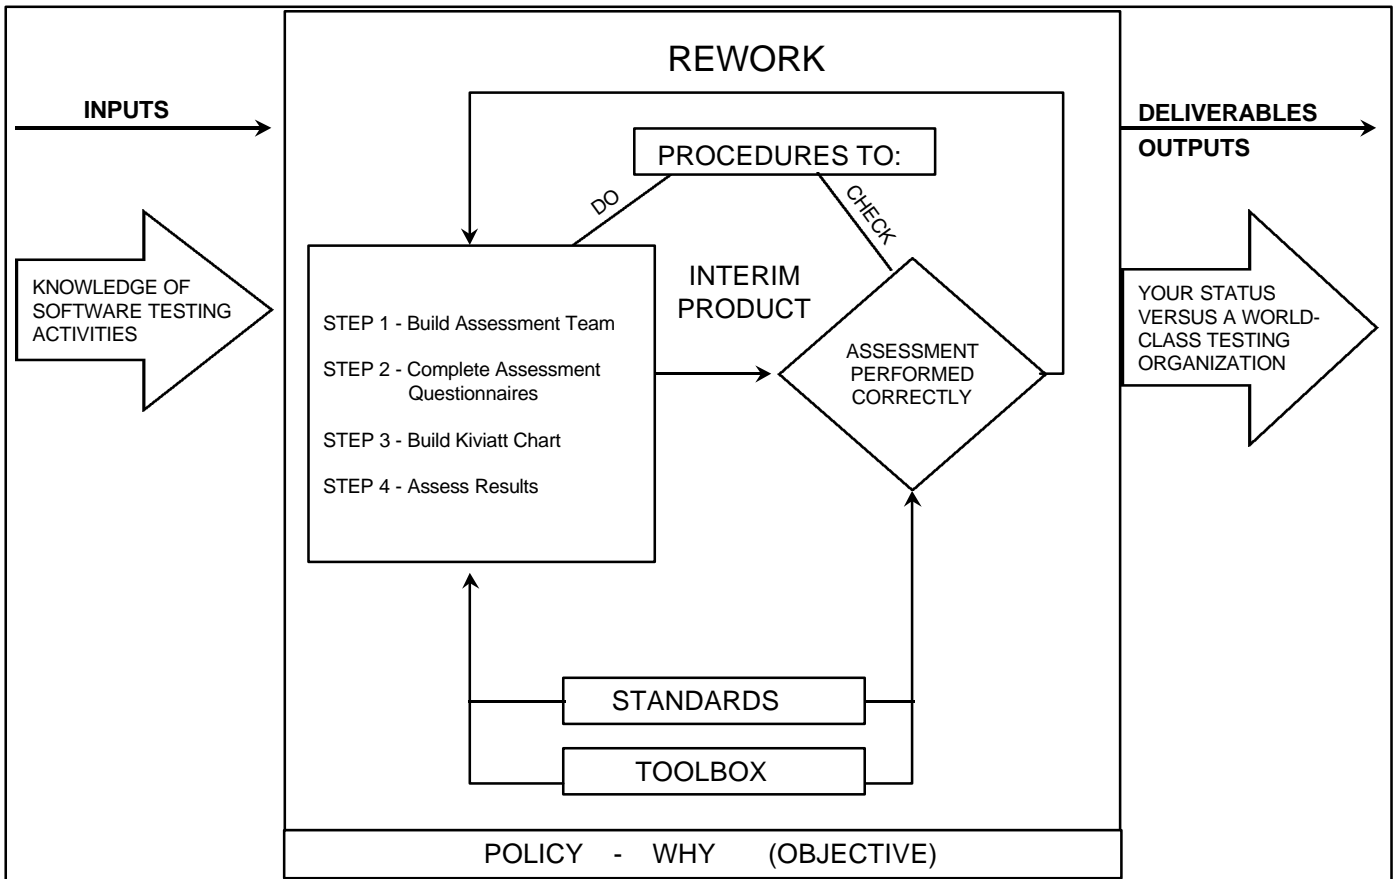 REWORK
INPUTS
DELIVERABLES
OUTPUTS
PROCEDURES TO:
DO
CHECK
KNOWLEDGE OF
SOFTWARE TESTING
ACTIVITIES
STEP 1 - Build Assessment Team
STEP 2 - Complete Assessment
Questionnaires
STEP 3 - Build Kiviatt Chart
STEP 4 - Assess Results
INTERIM
PRODUCT
ASSESSMENT
PERFORMED
CORRECTLY
YOUR STATUS
VERSUS A WORLD-
CLASS TESTING
ORGANIZATION
STANDARDS
TOOLBOX
POLICY - WHY (OBJECTIVE)